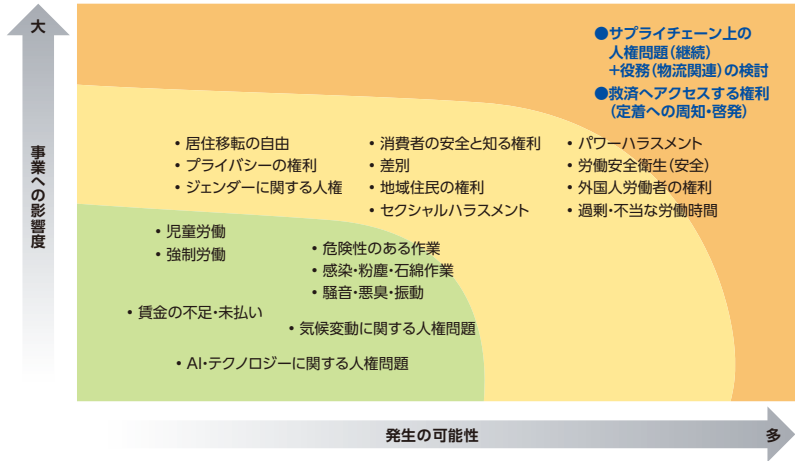 大
事業への影響度
●サプライチェーン上の
人権問題（継続）
＋役務（物流関連）の検討
●救済へアクセスする権利
（定着への周知・啓発）
・居住移転の自由
・プライバシーの権利
・ジェンダーに関する人権
・消費者の安全と知る権利
・差別
・地域住民の権利
・セクシャルハラスメント
・パワーハラスメント
・労働安全衛生（安全）
・外国人労働者の権利
・過剰・不当な労働時間
・児童労働
・強制労働
・危険性のある作業
・感染・粉塵・石綿作業
・騒音・悪臭・振動
・賃金の不足・未払い
・気候変動に関する人権問題
・AI・テクノロジーに関する人権問題
発生の可能性
多